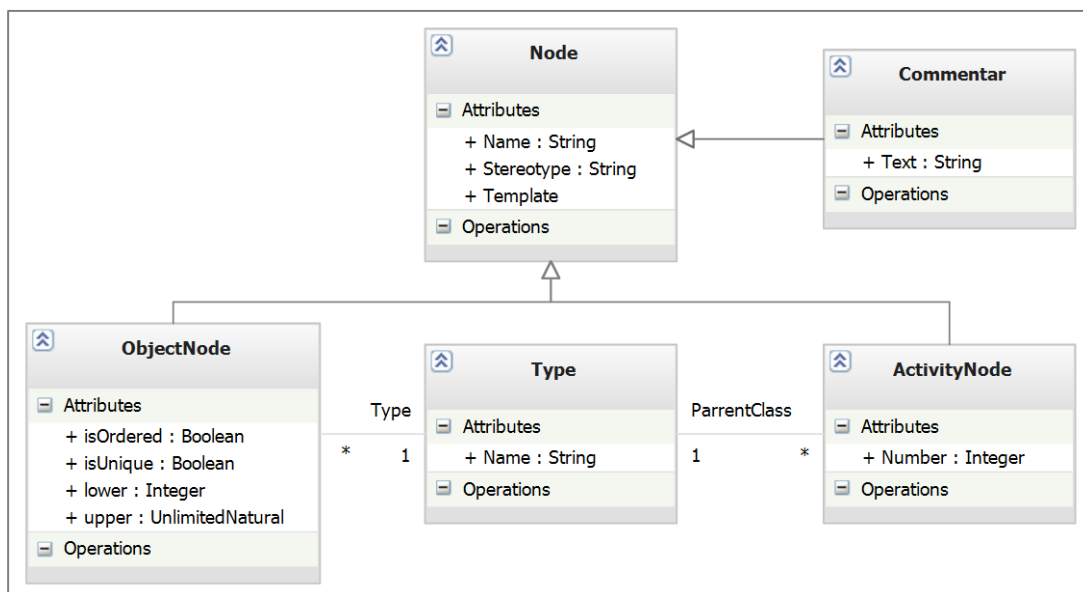 Node
Attributes
+ Name : String
+ Stereotype : String
+ Template
Operations
Commentar
Attributes
+ Text : String
Operations
ObjectNode
Attributes
+ isOrdered : Boolean
+ isUnique : Boolean
+ lower : Integer
+ upper : UnlimitedNatural
Operations
Type
* 1
Type
Attributes
+ Name : String
Operations
ParrentClass
1 *
ActivityNode
Attributes
+ Number : Integer
Operations